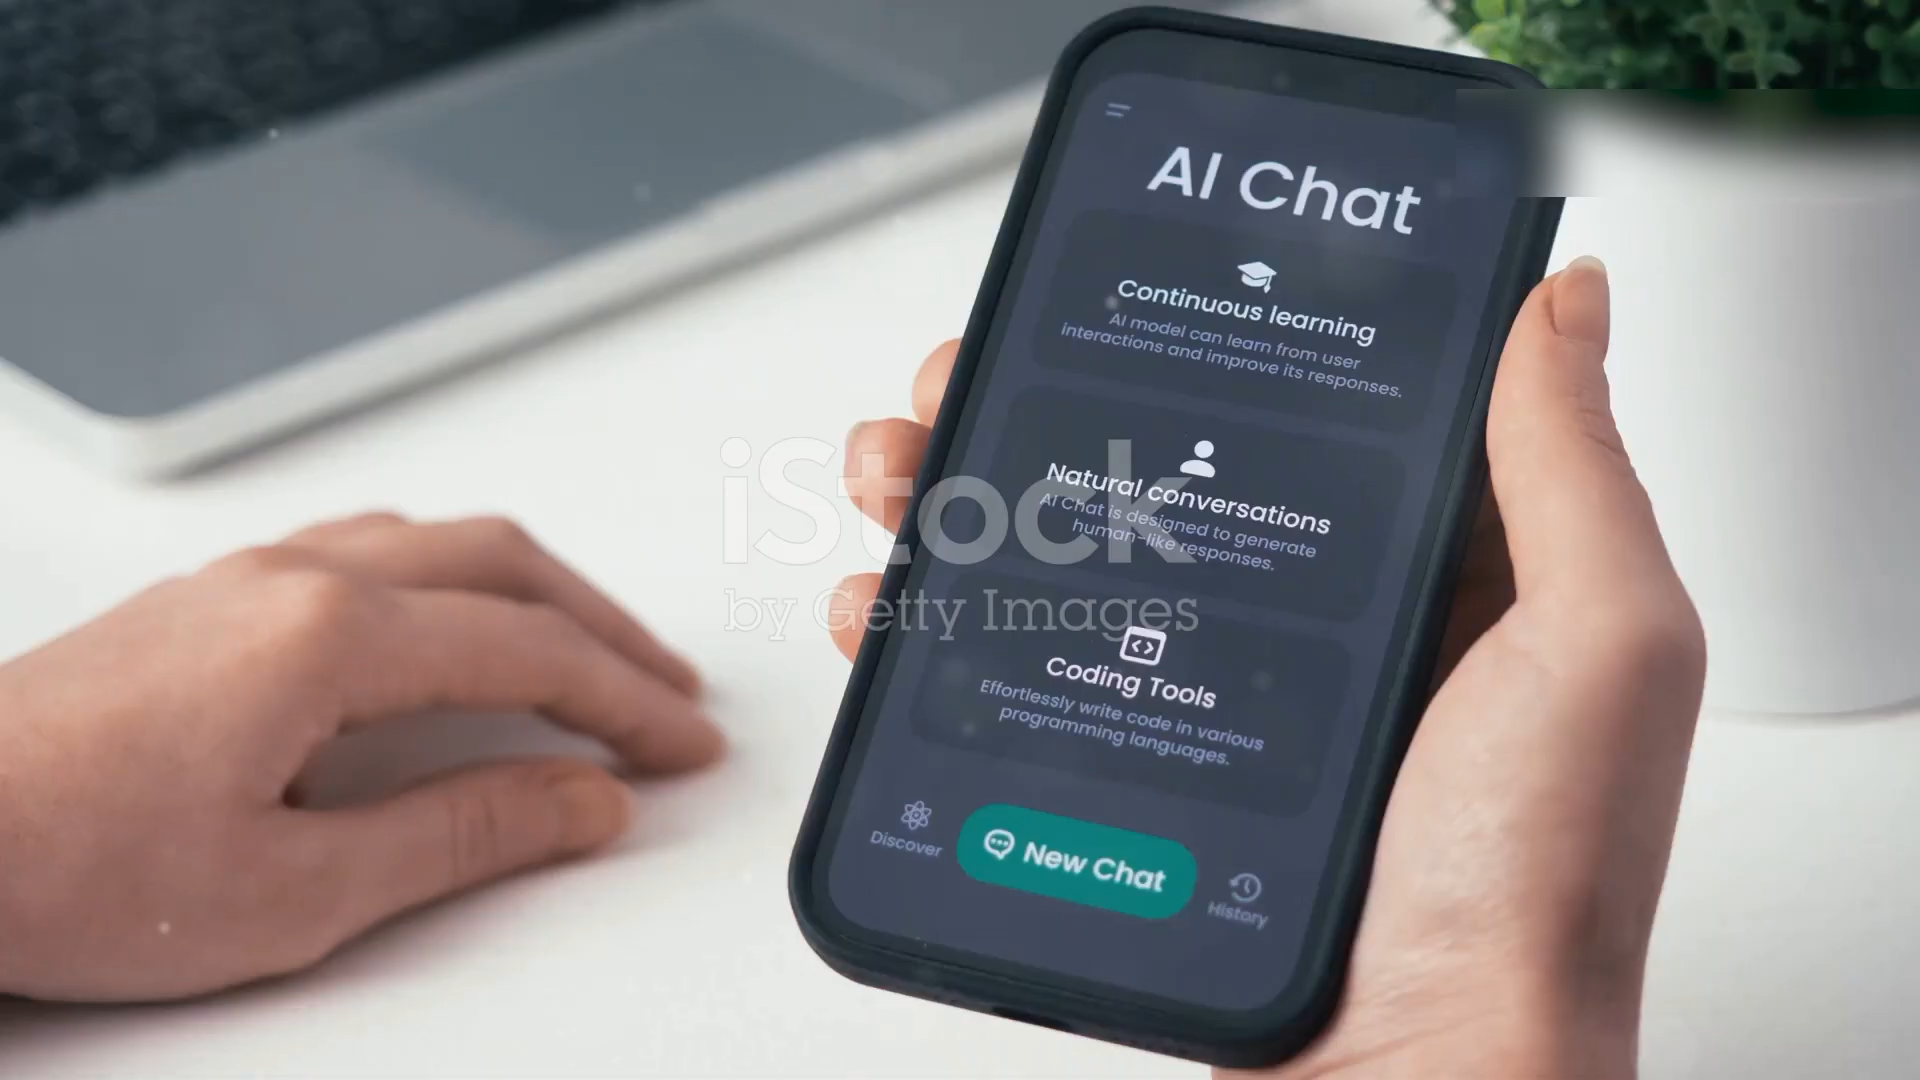 AI Chat
Continuous learning
AI model can learn from user
interactions and improve its responses.
Natural conversations
AI Chat is designed to generate
human-like responses.
iStock
by Getty Images
Coding Tools
Effortlessly write code in various
programming languages.
Discover
New Chat
History